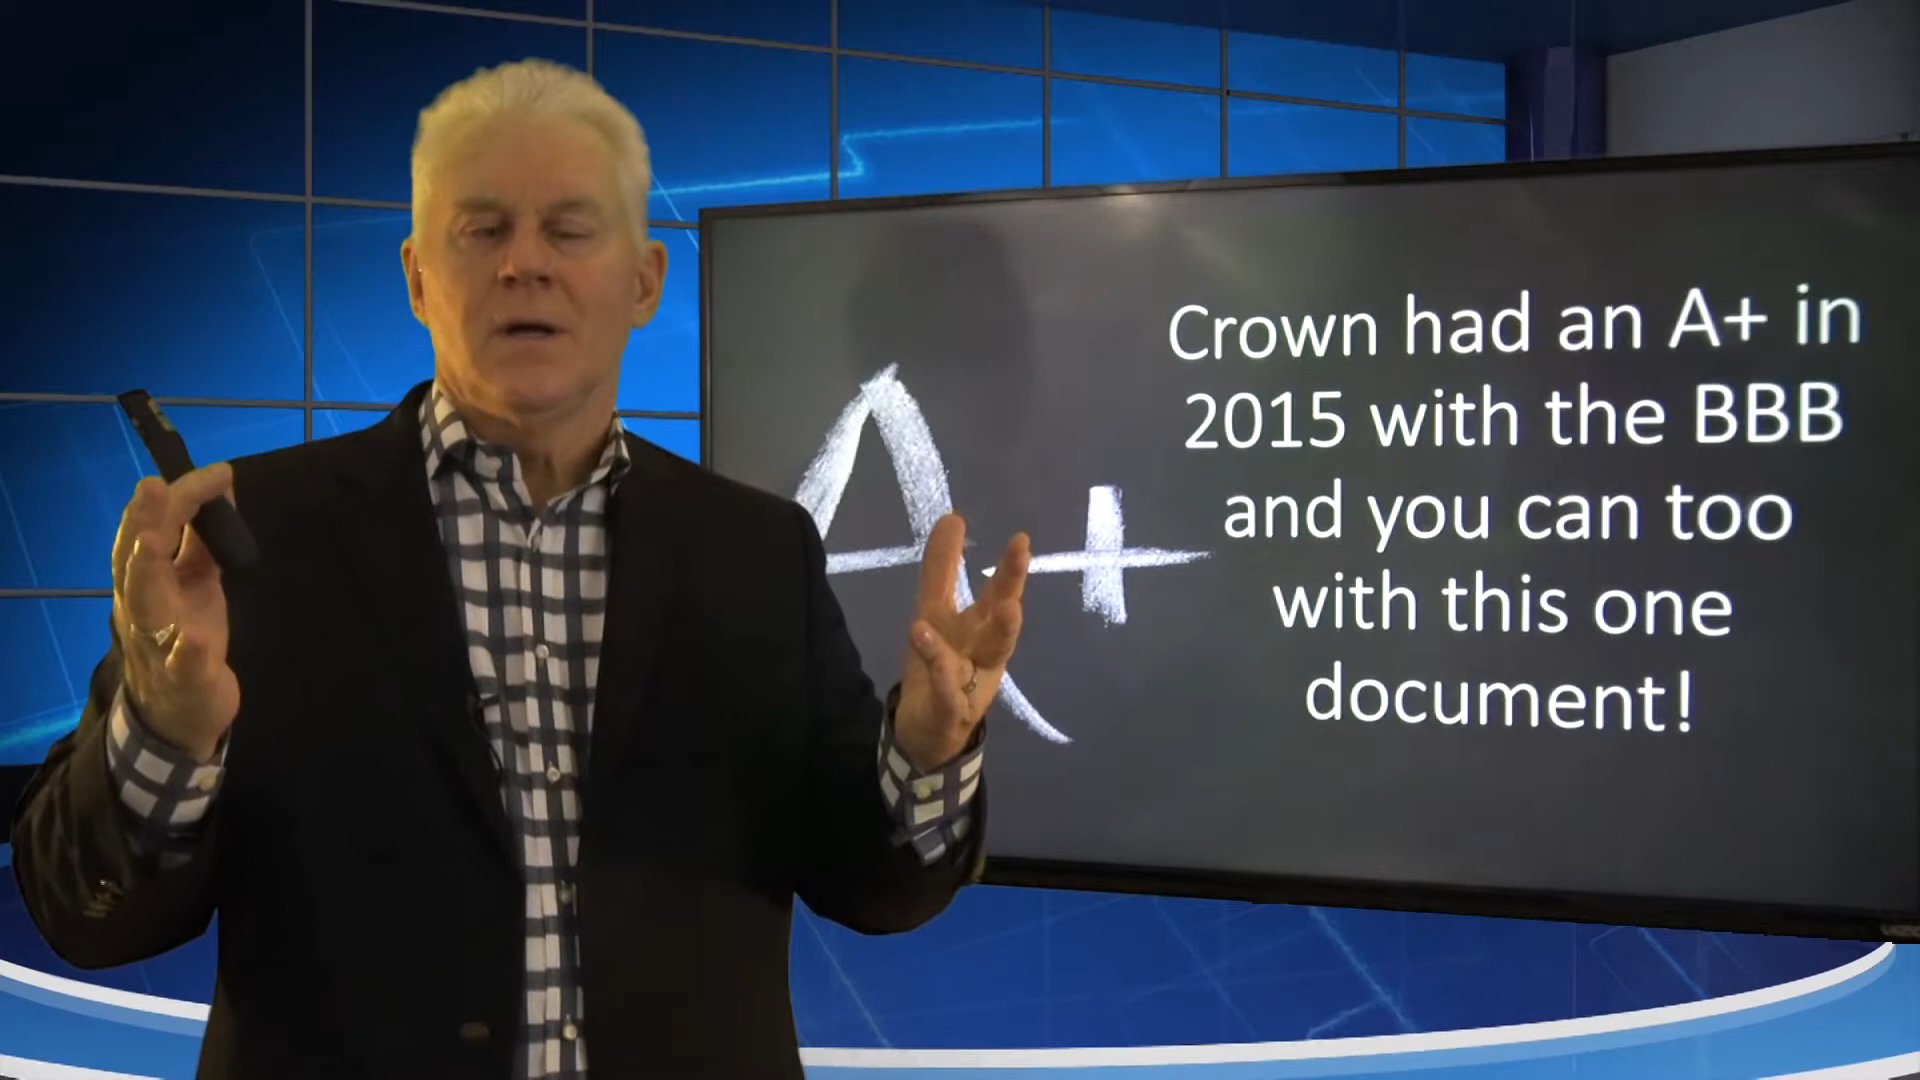 A+
Crown had an A+ in
2015 with the BBB
and you can too
with this one
document!